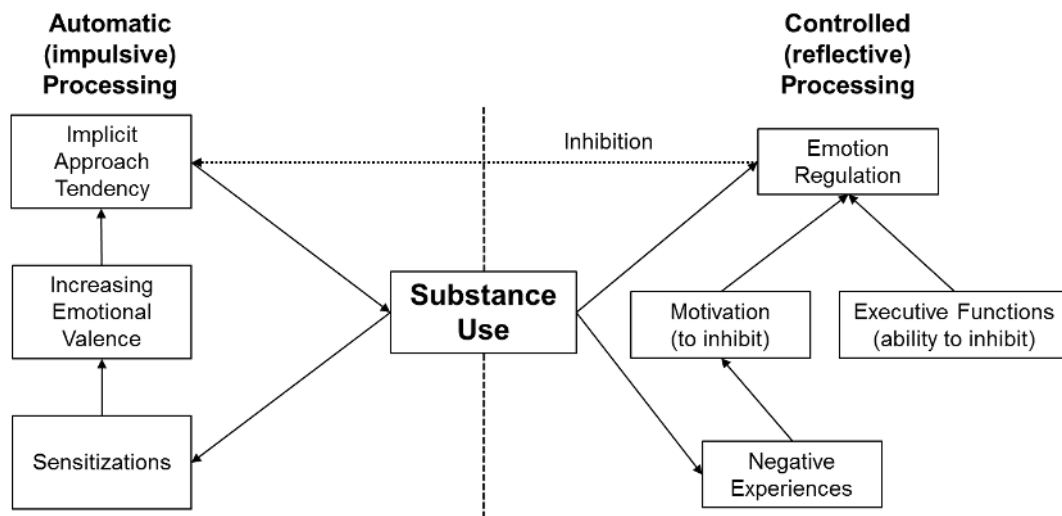 Automatic
(impulsive)
Processing
Controlled
(reflective)
Processing
Implicit
Approach
Tendency
Inhibition
Emotion
Regulation
Increasing
Emotional
Valence
Substance
Use
Motivation
(to inhibit)
Executive Functions
(ability to inhibit)
Sensitizations
Negative
Experiences